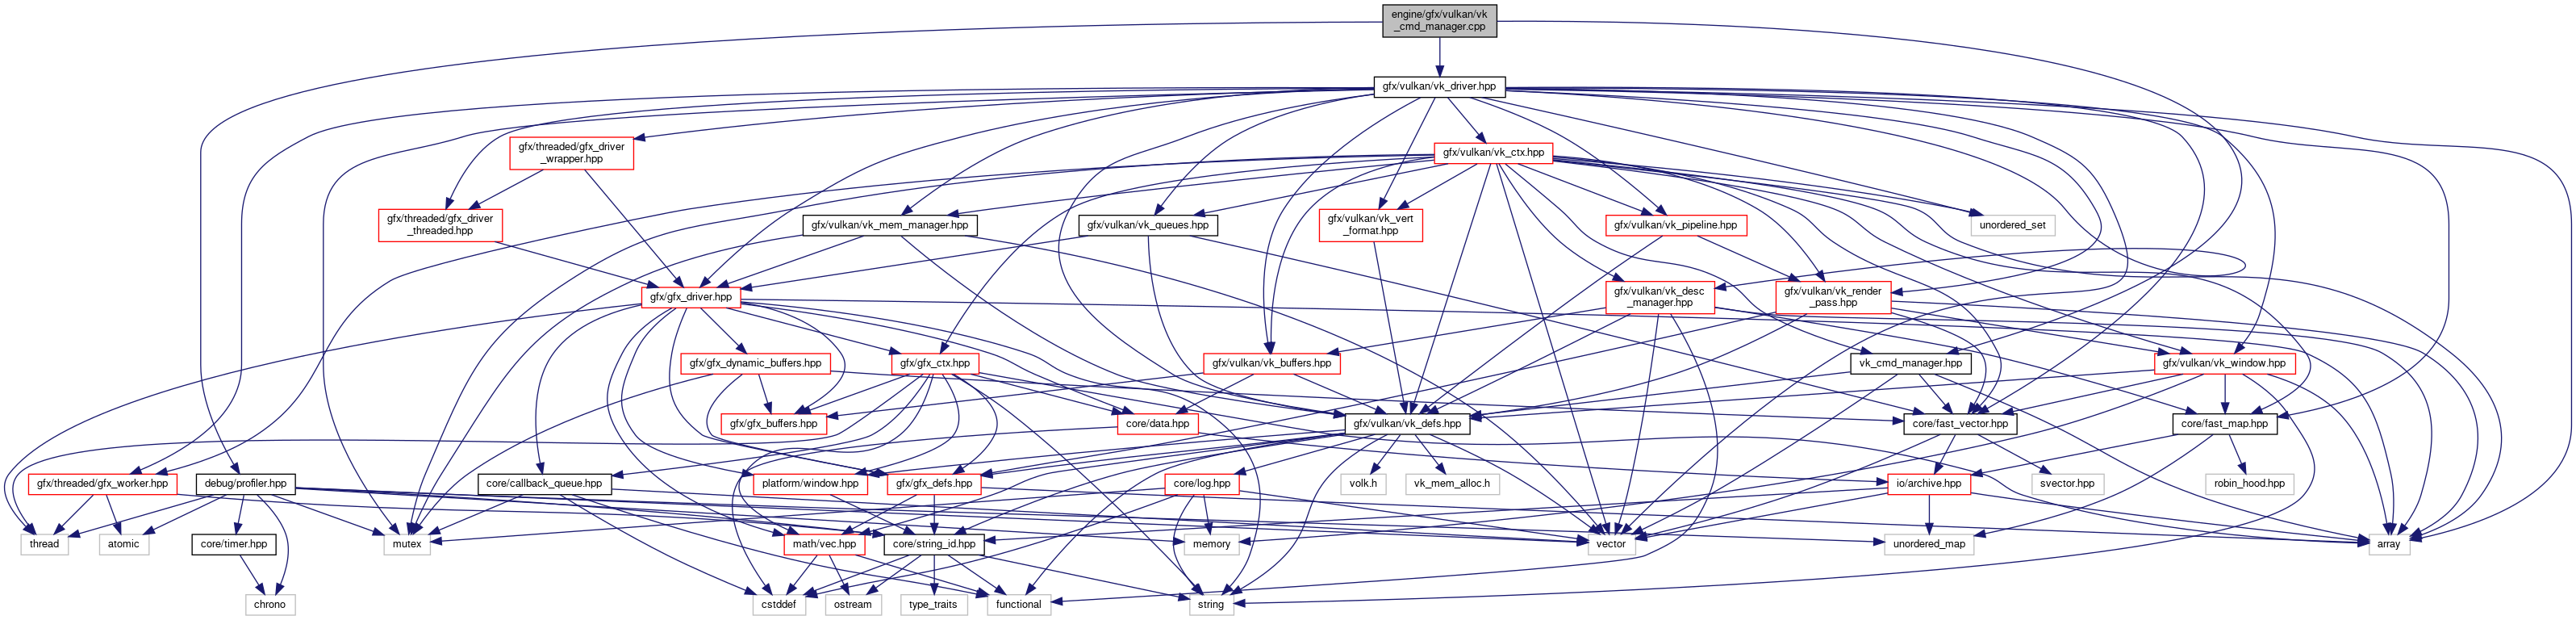 engine/gfx/vulkan/vk
_cmd_manager.cpp
gfx/vulkan/vk_driver.hpp
gfx/threaded/gfx_driver
_wrapper.hpp
gfx/vulkan/vk_ctx.hpp
gfx/threaded/gfx_driver
_threaded.hpp
gfx/vulkan/vk_mem_manager.hpp
gfx/vulkan/vk_queues.hpp
gfx/vulkan/vk_vert
_format.hpp
gfx/vulkan/vk_pipeline.hpp
unordered_set
gfx/gfx_driver.hpp
gfx/vulkan/vk_desc
_manager.hpp
gfx/vulkan/vk_render
_pass.hpp
gfx/gfx_dynamic_buffers.hpp
gfx/gfx_ctx.hpp
gfx/vulkan/vk_buffers.hpp
vk_cmd_manager.hpp
gfx/vulkan/vk_window.hpp
gfx/gfx_buffers.hpp
core/data.hpp
gfx/vulkan/vk_defs.hpp
core/fast_vector.hpp
core/fast_map.hpp
gfx/threaded/gfx_worker.hpp
debug/profiler.hpp
core/callback_queue.hpp
platform/window.hpp
gfx/gfx_defs.hpp
core/log.hpp
volk.h
vk_mem_alloc.h
io/archive.hpp
svector.hpp
robin_hood.hpp
thread
atomic
core/timer.hpp
mutex
math/vec.hpp
core/string_id.hpp
memory
vector
unordered_map
array
chrono
cstddef
ostream
type_traits
functional
string